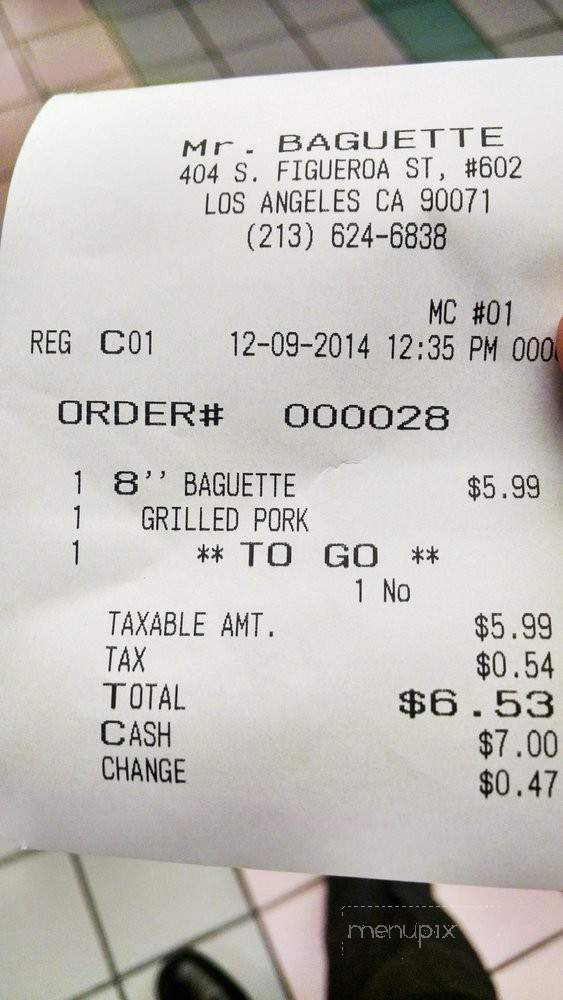 Mr. BAGUETTE
404 S. FIGUEROA ST, #602
LOS ANGELES CA 90071
(213) 624-6838
MC #01
REG C01 12-09-2014 12:35 PM 000
ORDER# 000028
1 8'' BAGUETTE $5.99
1 GRILLED PORK
1 ** TO GO **
1 No
TAXABLE AMT. $5.99
TAX $0.54
TOTAL $6.53
CASH $7.00
CHANGE $0.47
menupix